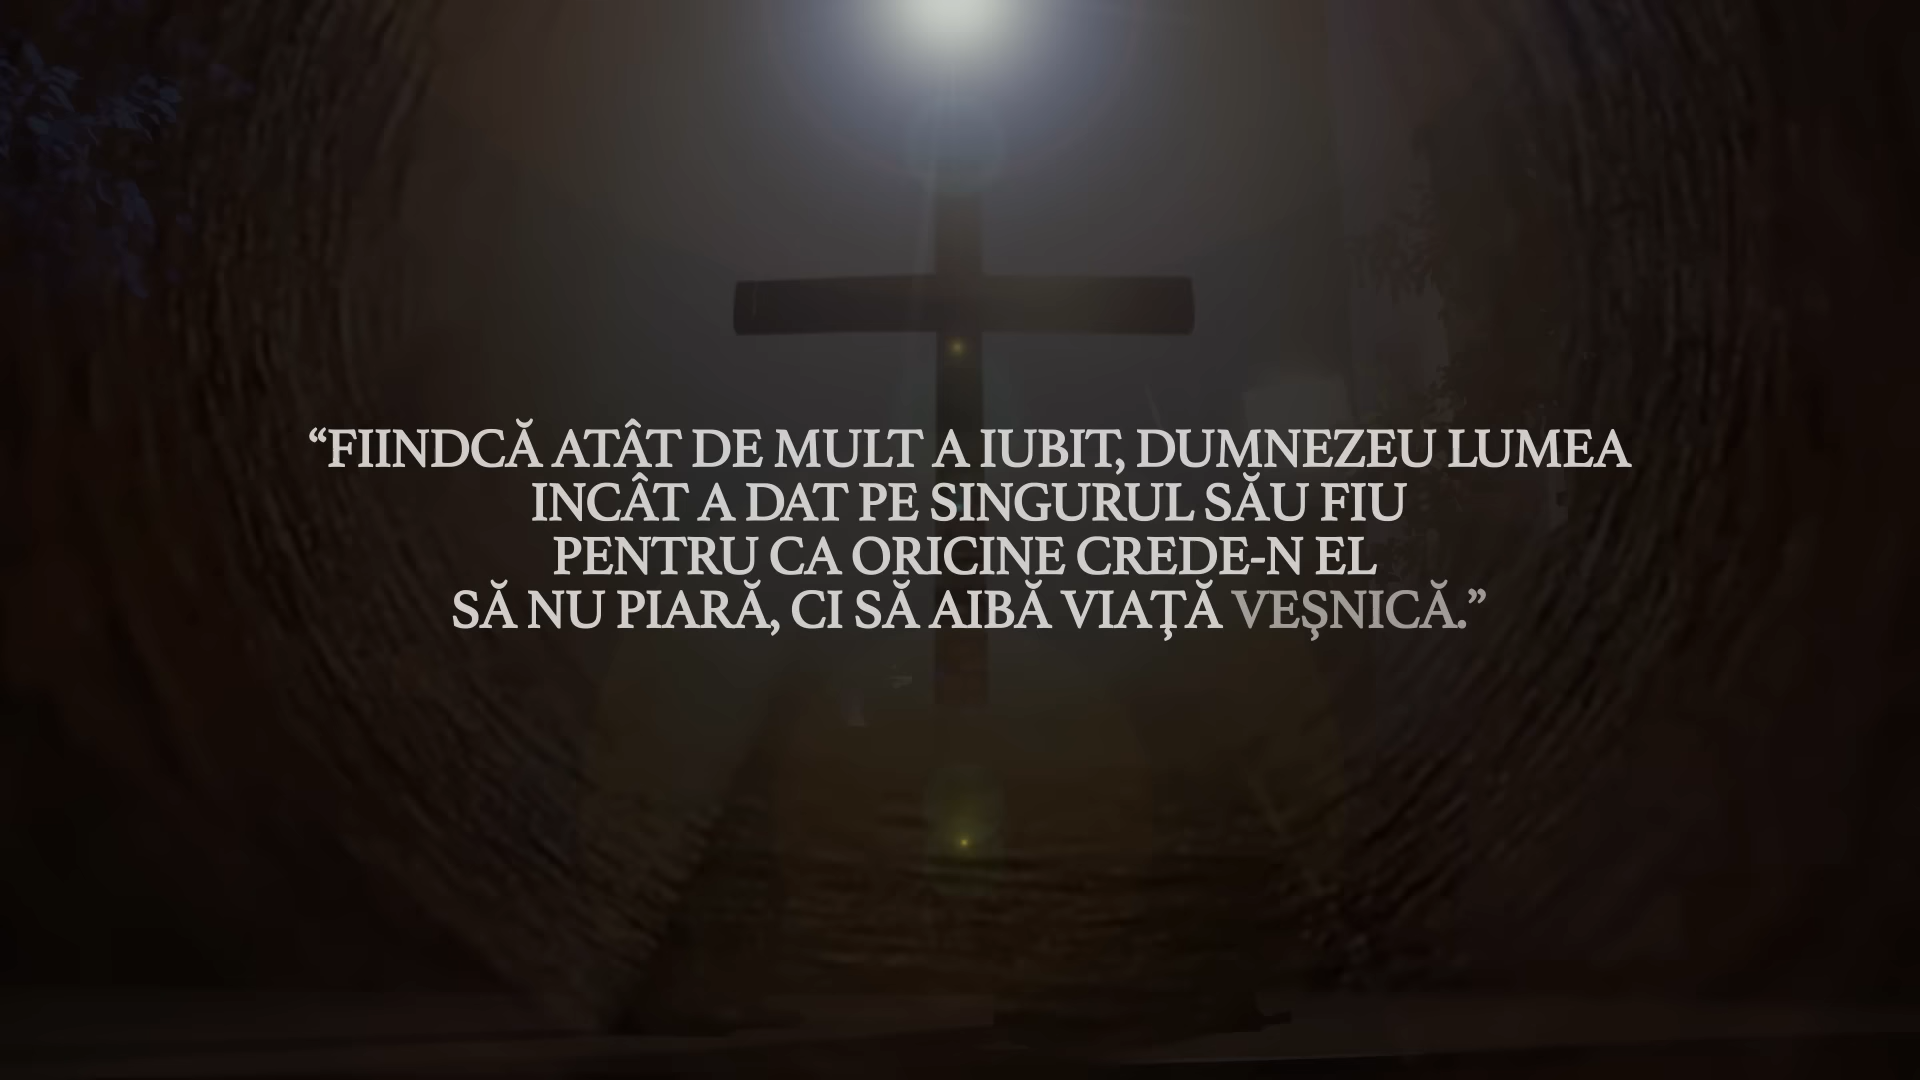 “FIINDCĂ ATÂT DE MULT A IUBIT, DUMNEZEU LUMEA
INCÂT A DAT PE SINGURUL SĂU FIU
PENTRU CA ORICINE CREDE-N EL
SĂ NU PIARĂ, CI SĂ AIBĂ VIAŢĂ VEŞNICĂ.”